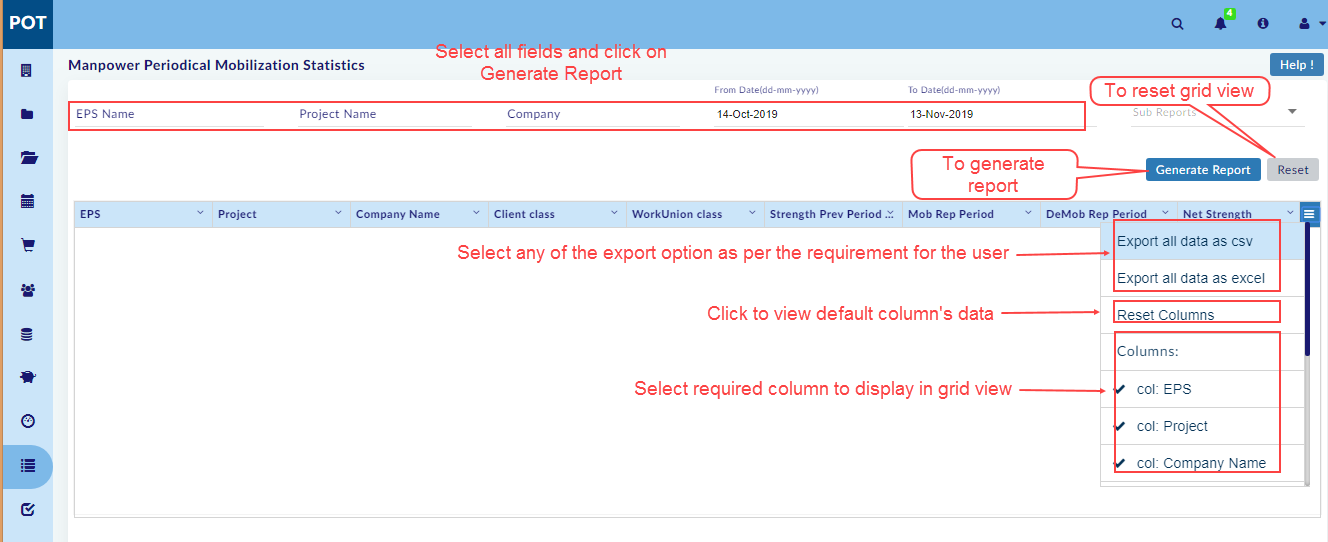 POT
4
Select all fields and click on
Generate Report
Manpower Periodical Mobilization Statistics
Help !
From Date(dd-mm-yyyy)
To Date(dd-mm-yyyy)
To reset grid view
EPS Name
Project Name
Company
14-Oct-2019
13-Nov-2019
Sub Reports
To generate
report
Generate Report
Reset
EPS
Project
Company Name
Client class
WorkUnion class
Strength Prev Period ...
Mob Rep Period
DeMob Rep Period
Net Strength
Select any of the export option as per the requirement for the user
Export all data as csv
Export all data as excel
Click to view default column's data
Reset Columns
Columns:
Select required column to display in grid view
col: EPS
col: Project
col: Company Name